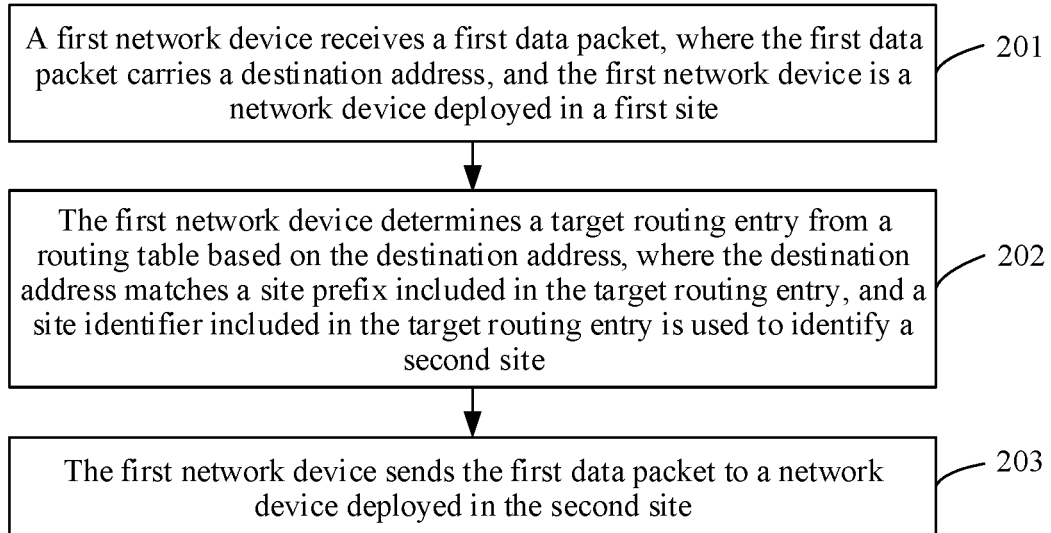 A first network device receives a first data packet, where the first data
packet carries a destination address, and the first network device is a
network device deployed in a first site
201
The first network device determines a target routing entry from a
routing table based on the destination address, where the destination
address matches a site prefix included in the target routing entry, and a
site identifier included in the target routing entry is used to identify a
second site
202
The first network device sends the first data packet to a network
device deployed in the second site
203